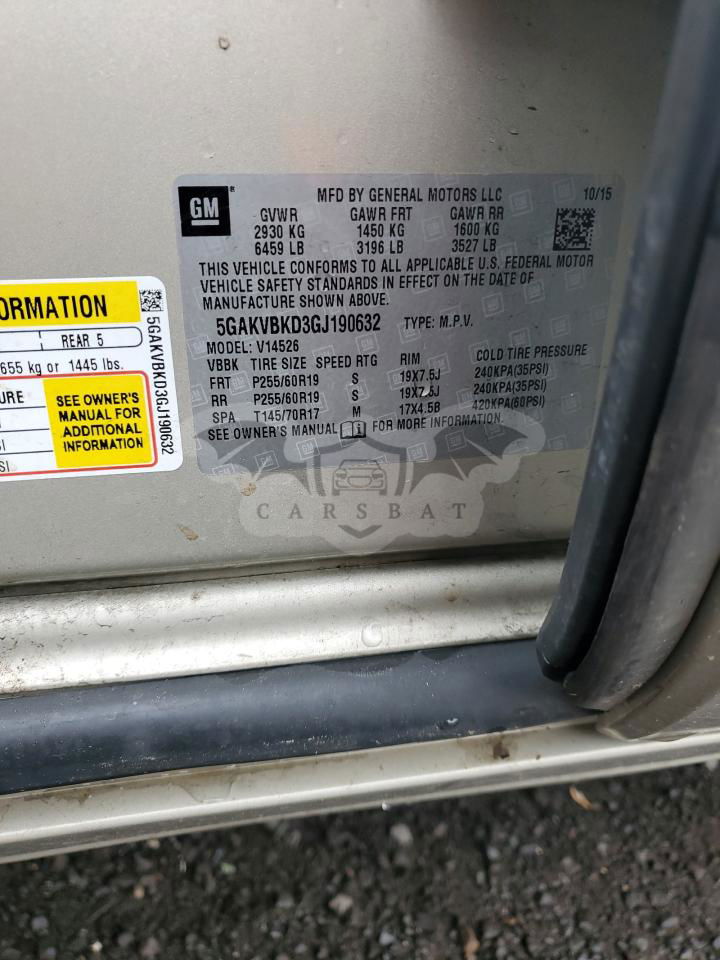 GM
MFD BY GENERAL MOTORS LLC 10/15
GVWR GAWR FRT GAWR RR
2930 KG 1450 KG 1600 KG
6459 LB 3196 LB 3527 LB
THIS VEHICLE CONFORMS TO ALL APPLICABLE U.S. FEDERAL MOTOR
VEHICLE SAFETY STANDARDS IN EFFECT ON THE DATE OF
MANUFACTURE SHOWN ABOVE.
5GAKVBKD3GJ190632 TYPE: M.P.V.
MODEL: V14526
VBBK TIRE SIZE SPEED RTG RIM COLD TIRE PRESSURE
FRT P255/60R19 S 19X7.5J 240KPA(35PSI)
RR P255/60R19 S 19X7.5J 240KPA(35PSI)
SPA T145/70R17 M 17X4.5B 420KPA(60PSI)
SEE OWNER'S MANUAL FOR MORE INFORMATION.
ORMATION
REAR 5
655 kg or 1445 lbs.
URE
SEE OWNER'S
MANUAL FOR
ADDITIONAL
INFORMATION
SI
SI
5GAKVBKD3GJ190632
CARSBAT